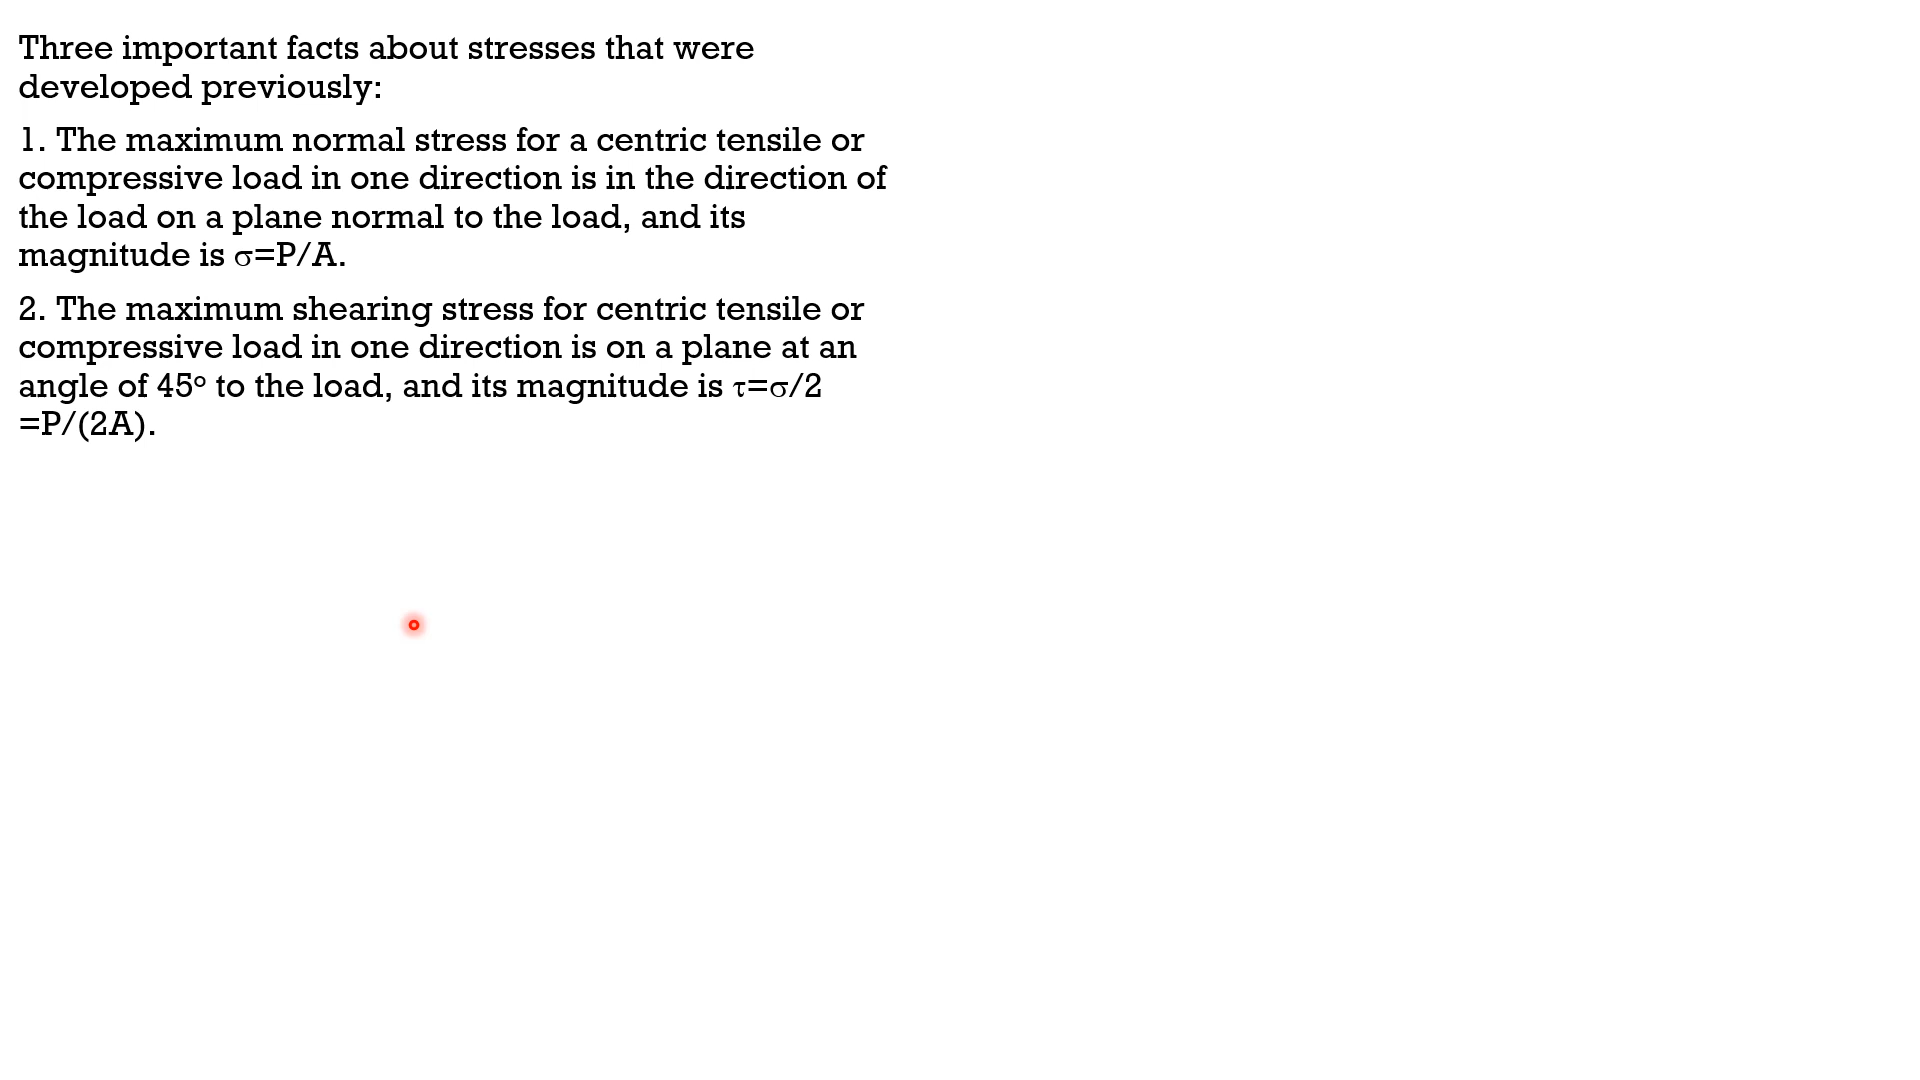 Three important facts about stresses that were
developed previously:
1. The maximum normal stress for a centric tensile or
compressive load in one direction is in the direction of
the load on a plane normal to the load, and its
magnitude is σ=P/A.
2. The maximum shearing stress for centric tensile or
compressive load in one direction is on a plane at an
angle of 45º to the load, and its magnitude is τ=σ/2
=P/(2A).